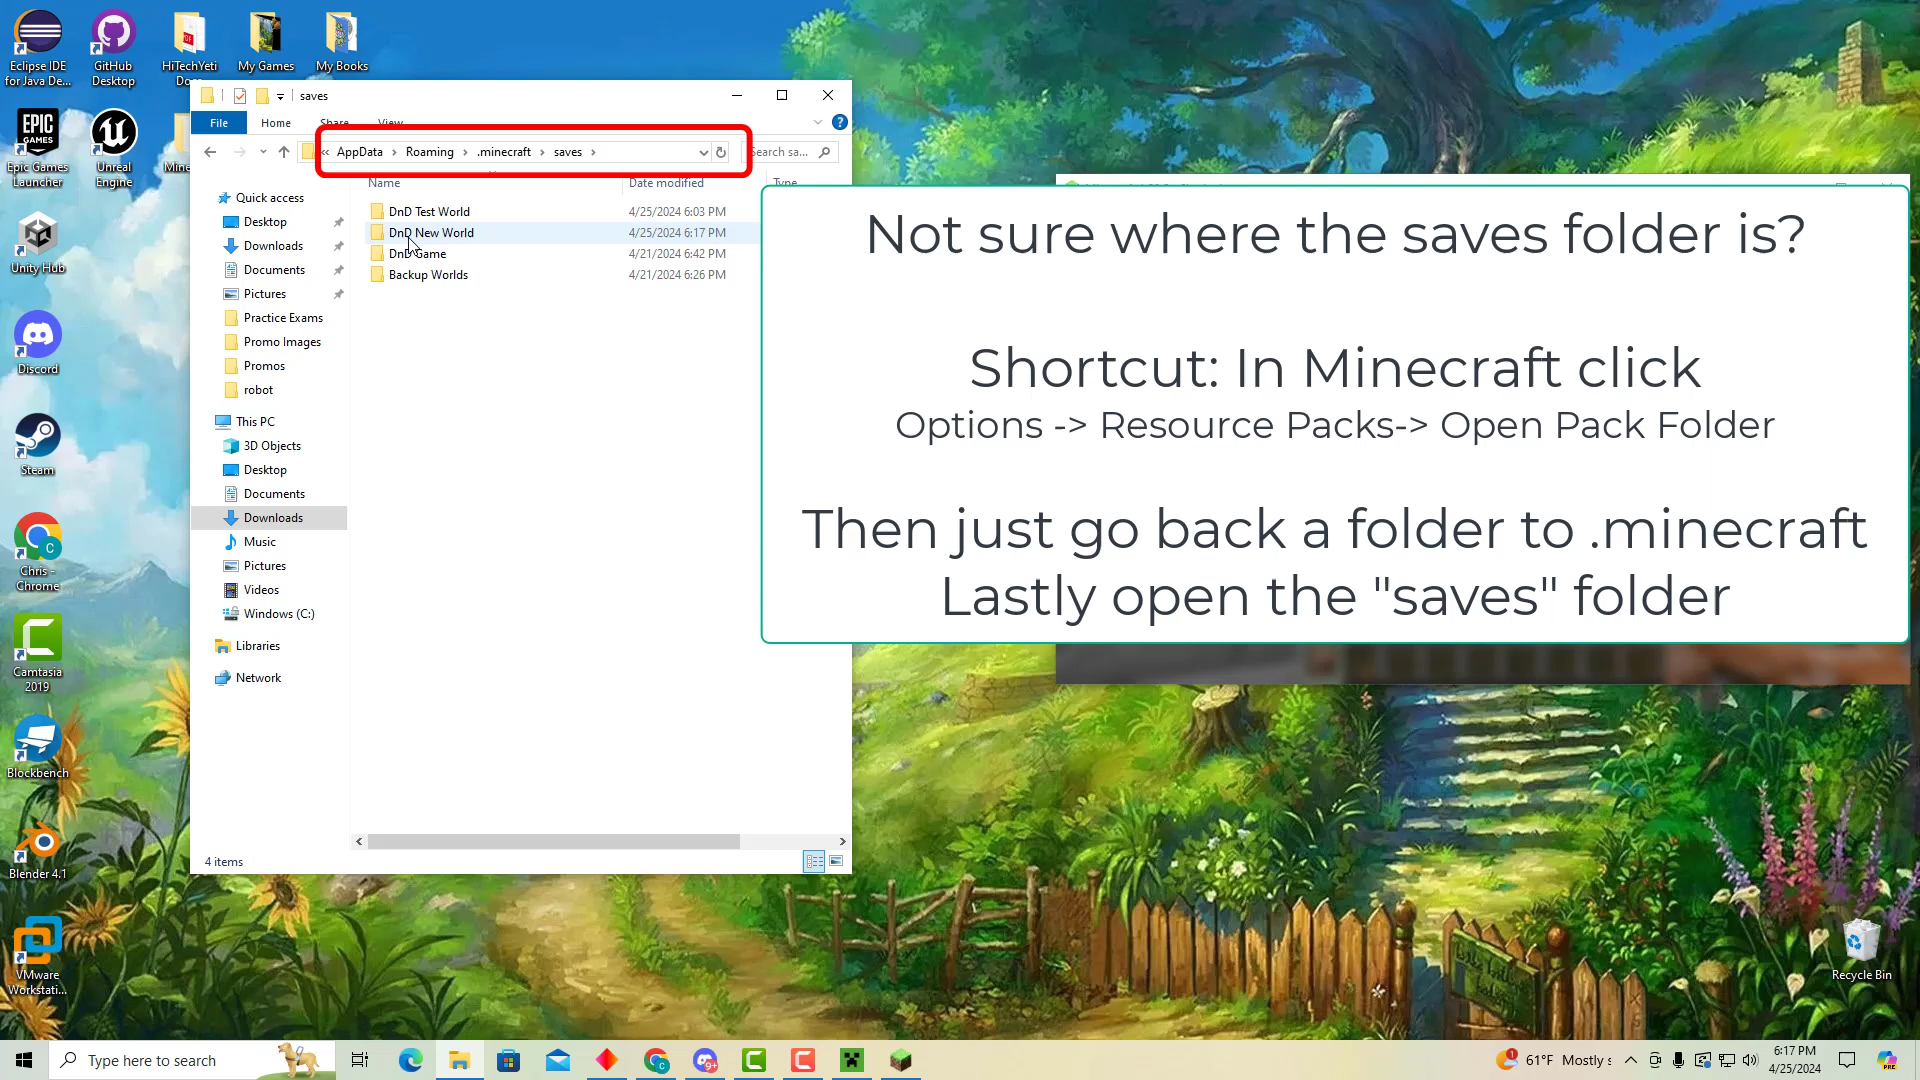 Eclipse IDE
for Java De...
GitHub
Desktop
HiTechYeti
My Games
My Books
EPIC
GAMES
Epic Games
Launcher
Unreal
Engine
Unity Hub
Discord
Steam
Chris -
Chrome
Camtasia
2019
Blockbench
Blender 4.1
VMware
Workstati...
saves
File
Home
Share
View
AppData
Roaming
.minecraft
saves
Search sa...
Name
Date modified
Type
DnD Test World
4/25/2024 6:03 PM
DnD New World
4/25/2024 6:17 PM
DnD Game
4/21/2024 6:42 PM
Backup Worlds
4/21/2024 6:26 PM
Quick access
Desktop
Downloads
Documents
Pictures
Practice Exams
Promo Images
Promos
robot
This PC
3D Objects
Desktop
Documents
Downloads
Music
Pictures
Videos
Windows (C:)
Libraries
Network
4 items
Not sure where the saves folder is?
Shortcut: In Minecraft click
Options -> Resource Packs-> Open Pack Folder
Then just go back a folder to .minecraft
Lastly open the "saves" folder
Recycle Bin
Type here to search
9+
1
61°F Mostly s
6:17 PM
4/25/2024
PRE